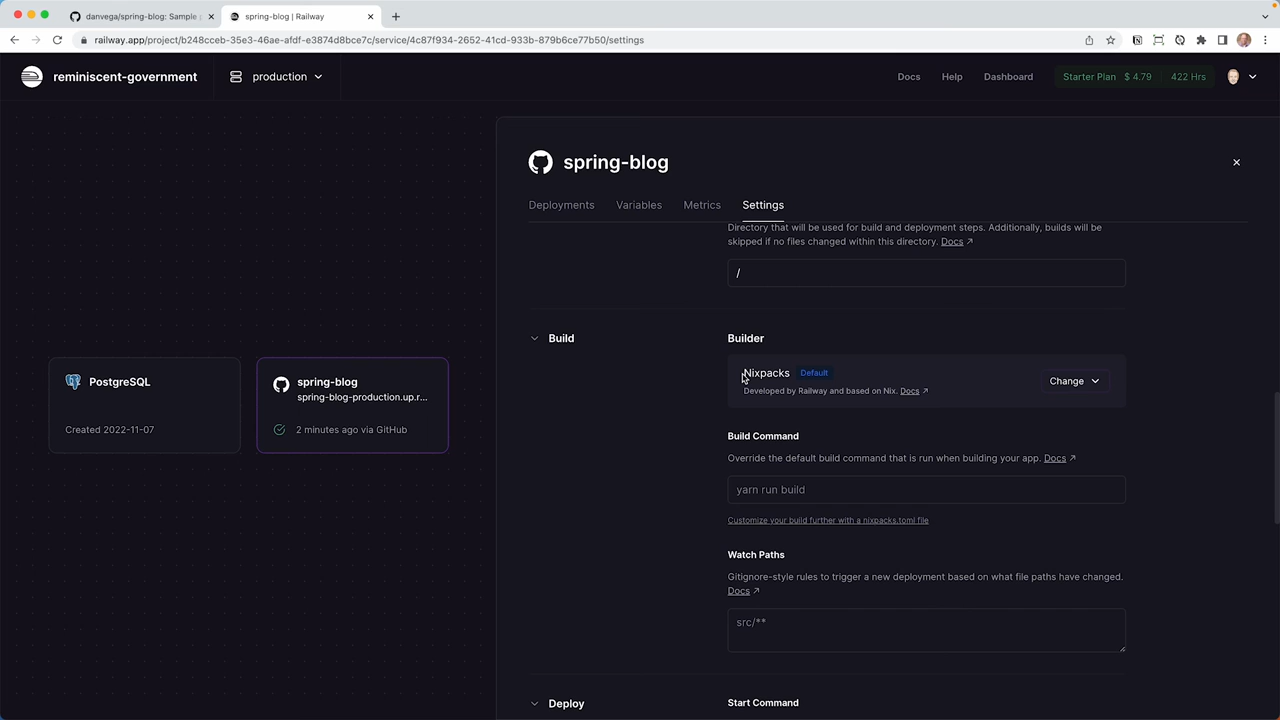 danvega/spring-blog: Sample
spring-blog | Railway
railway.app/project/b248cceb-35e3-46ae-afdf-e3874d8bce7c/service/4c87f934-2652-41cd-933b-879b6ce77b50/settings
reminiscent-government
production
Docs
Help
Dashboard
Starter Plan $ 4.79 422 Hrs
PostgreSQL
Created 2022-11-07
spring-blog
spring-blog-production.up.r...
2 minutes ago via GitHub
spring-blog
Deployments
Variables
Metrics
Settings
Directory that will be used for build and deployment steps. Additionally, builds will be
skipped if no files changed within this directory. Docs ↗
/
Build
Builder
Nixpacks Default
Developed by Railway and based on Nix. Docs ↗
Change
Build Command
Override the default build command that is run when building your app. Docs ↗
yarn run build
Customize your build further with a nixpacks.toml file
Watch Paths
Gitignore-style rules to trigger a new deployment based on what file paths have changed.
Docs ↗
src/**
Deploy
Start Command